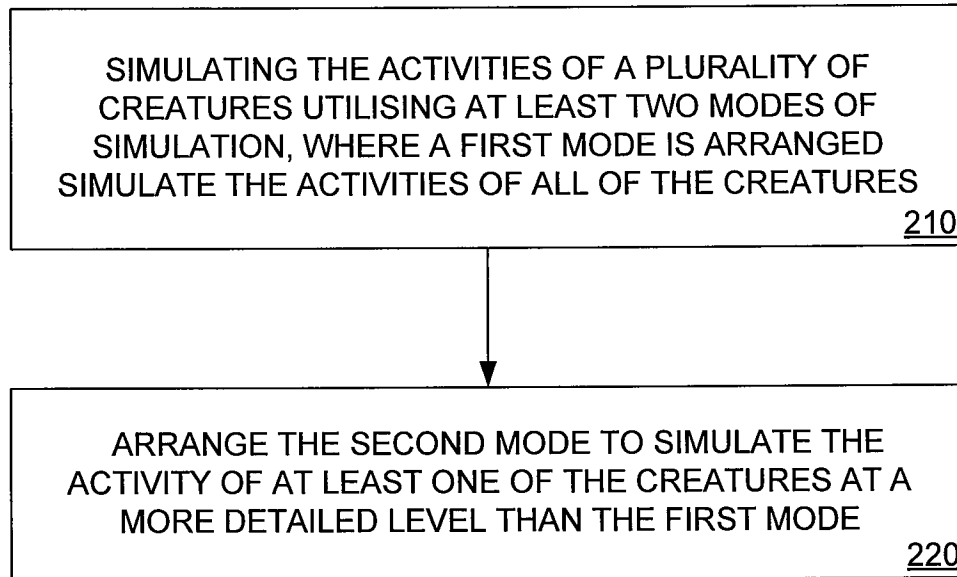 SIMULATING THE ACTIVITIES OF A PLURALITY OF
CREATURES UTILISING AT LEAST TWO MODES OF
SIMULATION, WHERE A FIRST MODE IS ARRANGED
SIMULATE THE ACTIVITIES OF ALL OF THE CREATURES
210
ARRANGE THE SECOND MODE TO SIMULATE THE
ACTIVITY OF AT LEAST ONE OF THE CREATURES AT A
MORE DETAILED LEVEL THAN THE FIRST MODE
220